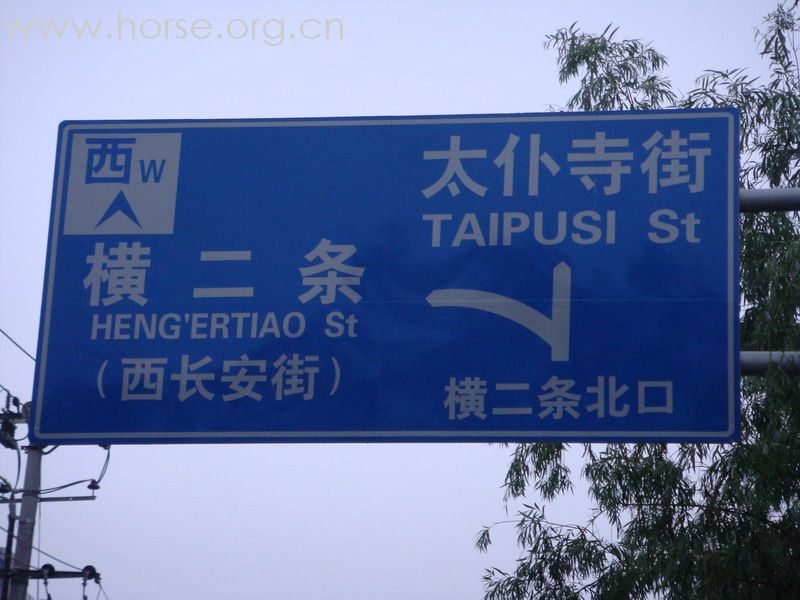 www.horse.org.cn
西W
横二条
HENG'ERTIAO St
(西长安街)
太仆寺街
TAIPUSI St
横二条北口